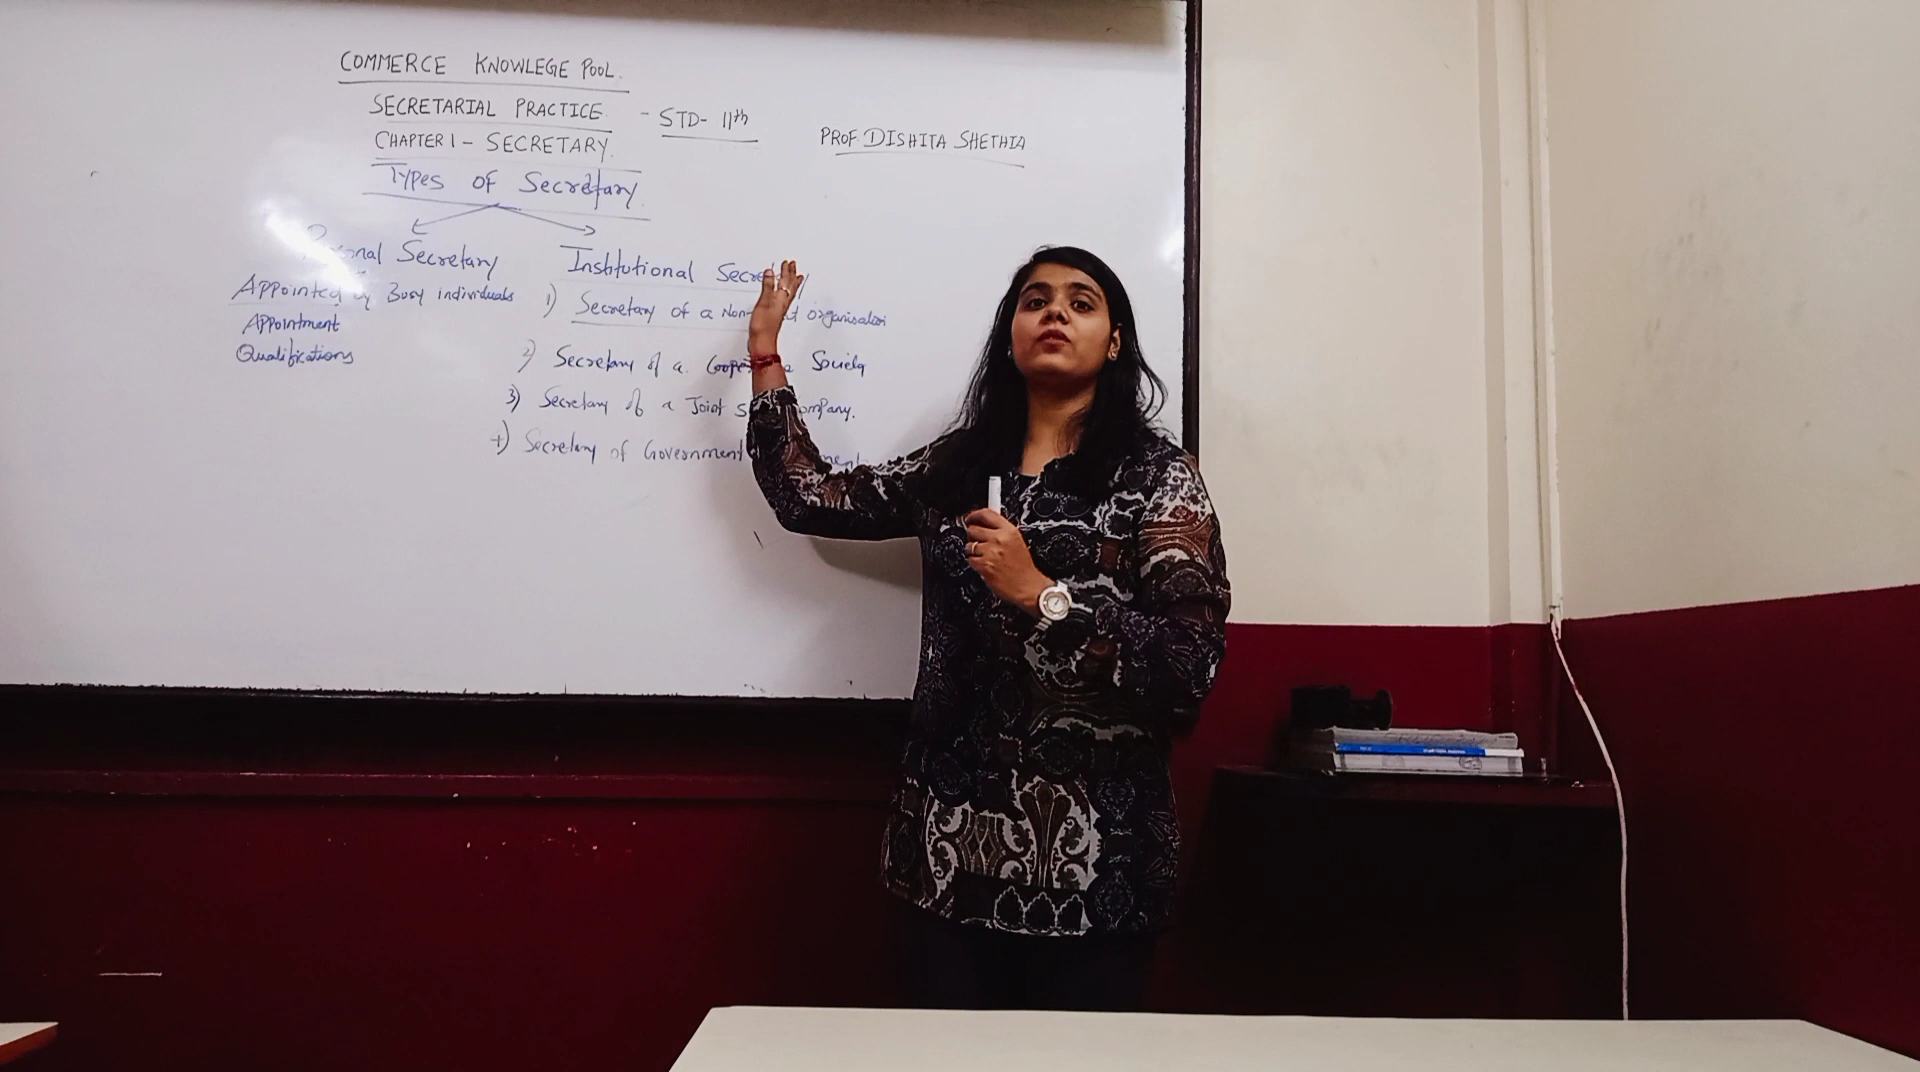 COMMERCE KNOWLEGE POOL.
SECRETARIAL PRACTICE - STD- 11th
CHAPTER 1 - SECRETARY.
PROF. DISHITA SHETHIA
Types of Secretary.
Secretary
Appointed Busy individuals
Appointment
Qualifications
Institutional
1) Secretary of a organisation
2) Secretary of a Society
3) Secretary of a Joint
4) Secretary of Government